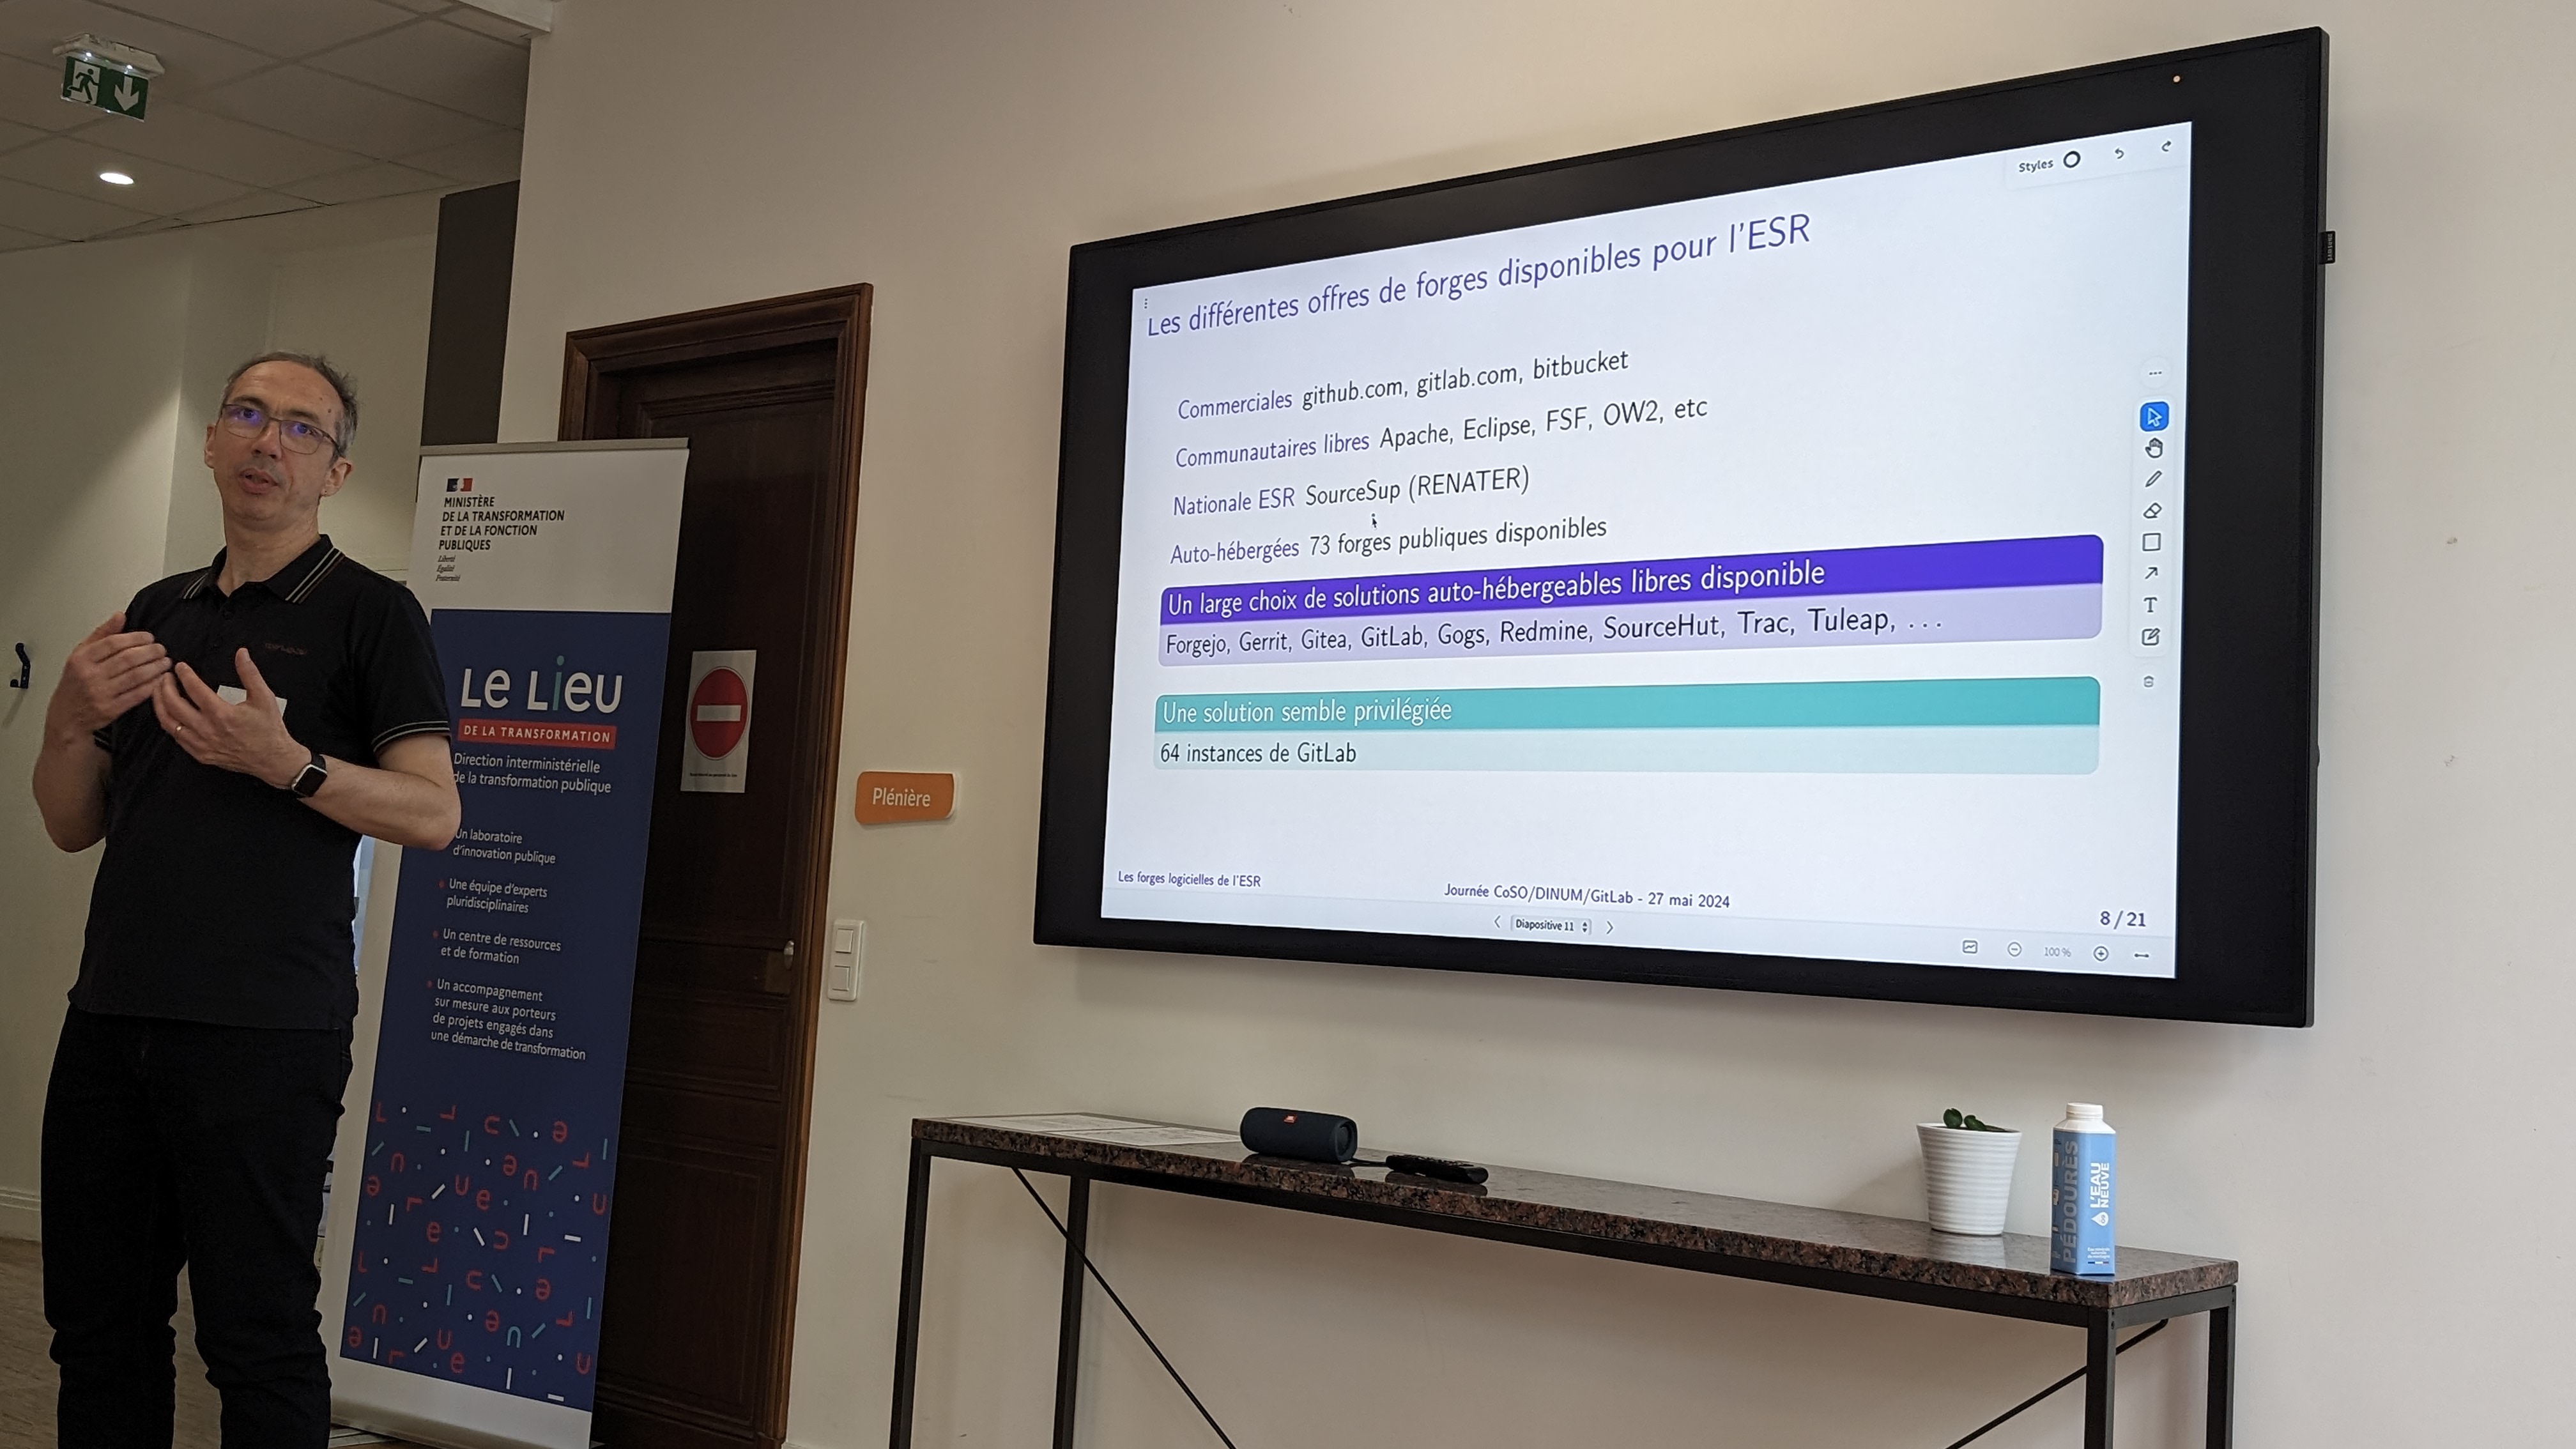 Styles
Les différentes offres de forges disponibles pour l'ESR
Commerciales github.com, gitlab.com, bitbucket
Communautaires libres Apache, Eclipse, FSF, OW2, etc
Nationale ESR SourceSup (RENATER)
Auto-hébergées 73 forges publiques disponibles
Un large choix de solutions auto-hébergeables libres disponible
Forgejo, Gerrit, Gitea, GitLab, Gogs, Redmine, SourceHut, Trac, Tuleap, ...
Une solution semble privilégiée
64 instances de GitLab
Les forges logicielles de l'ESR
Journée CoSO/DINUM/GitLab - 27 mai 2024
8 / 21
Diapositive 11
100 %
MINISTÈRE
DE LA TRANSFORMATION
ET DE LA FONCTION
PUBLIQUES
Liberté
Égalité
Fraternité
Le Lieu
DE LA TRANSFORMATION
Direction interministérielle
de la transformation publique
Un laboratoire
d'innovation publique
Une équipe d'experts
pluridisciplinaires
Un centre de ressources
et de formation
Un accompagnement
sur mesure aux porteurs
de projets engagés dans
une démarche de transformation
Plénière
L'EAU
NEUVE
PÉDOURÈS